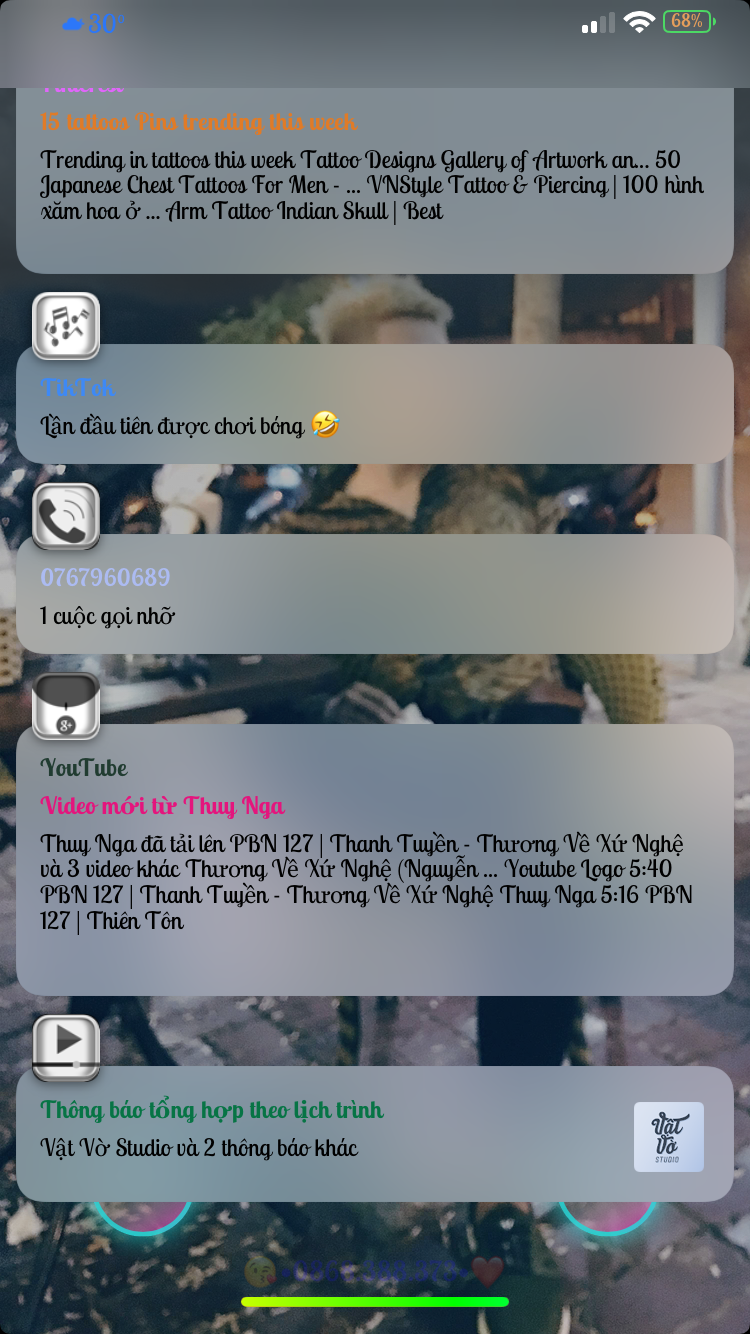 30°
68%
Pinterest
15 tattoos Pins trending this week
Trending in tattoos this week Tattoo Designs Gallery of Artwork an... 50
Japanese Chest Tattoos For Men - ... VNStyle Tattoo & Piercing | 100 hình
xăm hoa ở ... Arm Tattoo Indian Skull | Best
TikTok
Lần đầu tiên được chơi bóng 🤣
0767960689
1 cuộc gọi nhỡ
8+
YouTube
Video mới từ Thuy Nga
Thuy Nga đã tải lên PBN 127 | Thanh Tuyền - Thương Về Xứ Nghệ
và 3 video khác Thương Về Xứ Nghệ (Nguyễn ... Youtube Logo 5:40
PBN 127 | Thanh Tuyền - Thương Về Xứ Nghệ Thuy Nga 5:16 PBN
127 | Thiên Tôn
Thông báo tổng hợp theo lịch trình
Vật Vờ Studio và 2 thông báo khác
Vật
Vờ
STUDIO